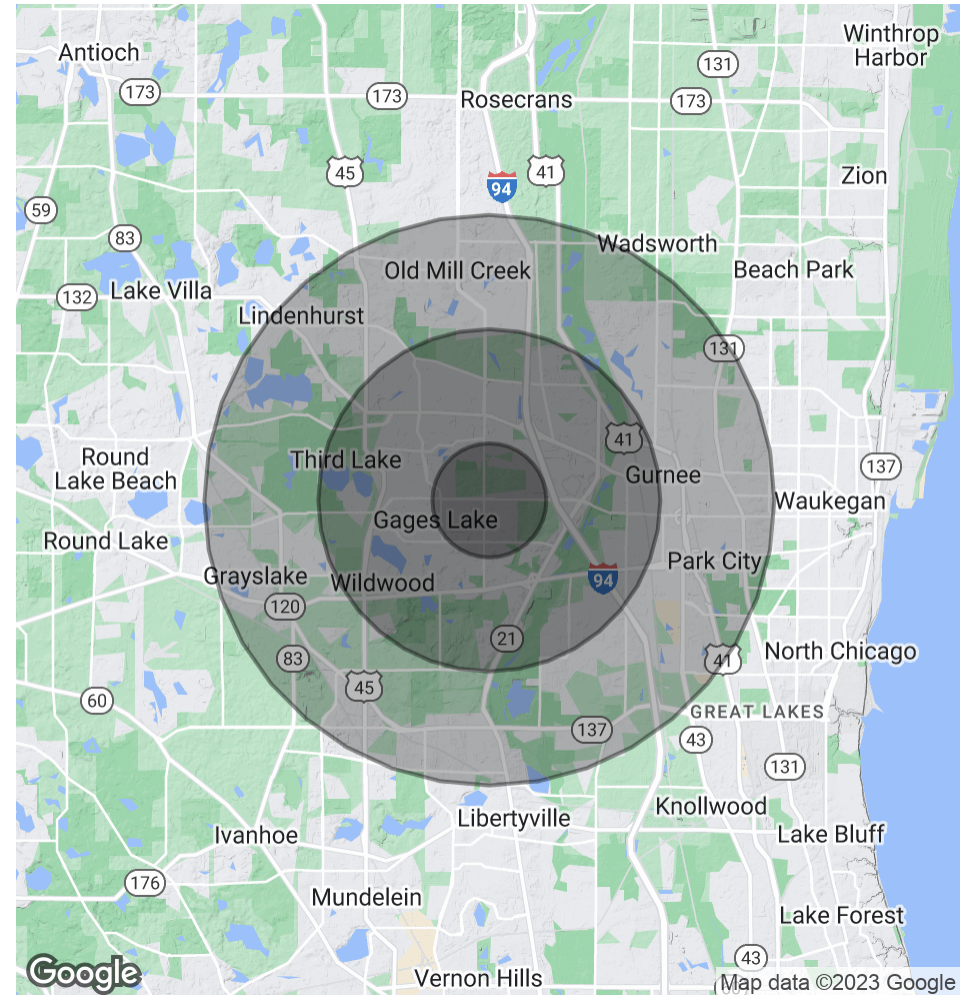 Winthrop
Harbor
Antioch
131
173
173
Rosecrans
173
45
41
94
Zion
59
83
Wadsworth
Old Mill Creek
Beach Park
Lake Villa
132
Lindenhurst
131
41
Round
Lake Beach
Third Lake
137
Gurnee
Waukegan
Gages Lake
Round Lake
Park City
Grayslake
Wildwood
94
120
21
83
41
North Chicago
45
60
GREAT LAKES
137
43
131
Knollwood
Libertyville
Ivanhoe
Lake Bluff
176
Mundelein
Lake Forest
43
Google
Vernon Hills
Map data ©2023 Google